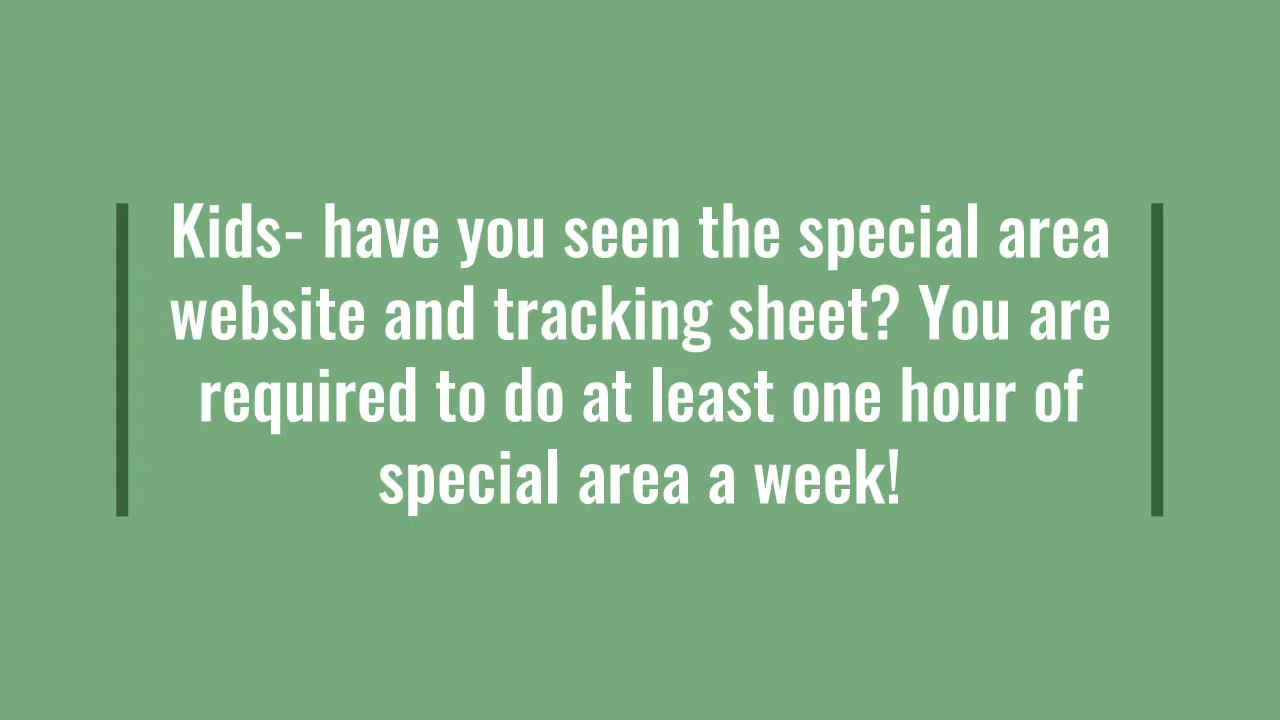 Kids- have you seen the special area
website and tracking sheet? You are
required to do at least one hour of
special area a week!